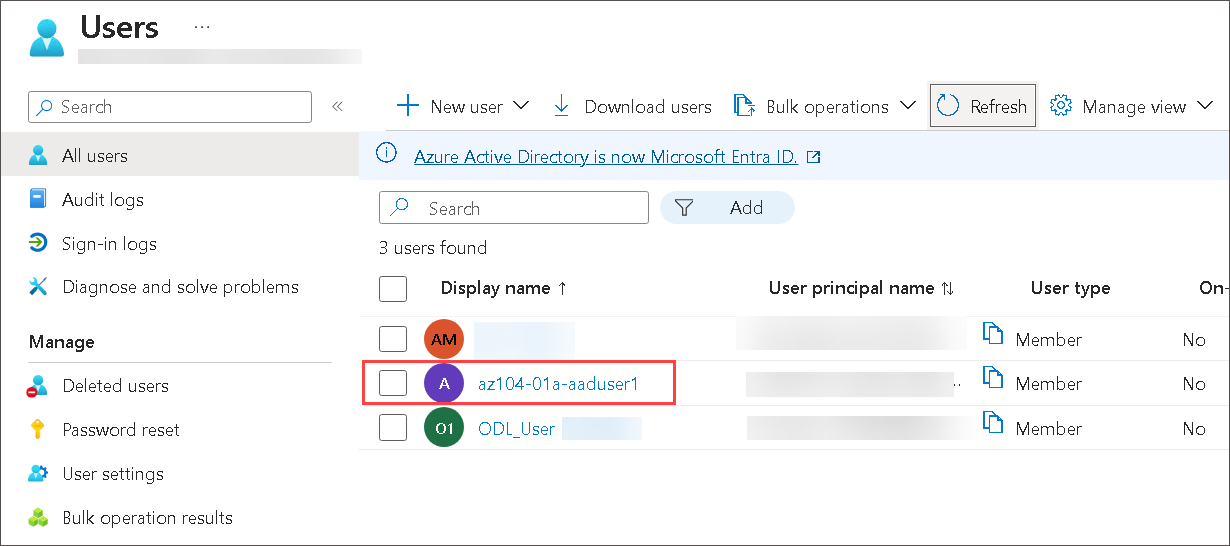 Users ...
Search «
New user Download users Bulk operations Refresh Manage view
All users
Azure Active Directory is now Microsoft Entra ID.
Audit logs
Search Add
Sign-in logs
3 users found
Diagnose and solve problems
Display name ↑ User principal name ↑↓ User type On-
Manage
AM Member No
Deleted users
A az104-01a-aaduser1 ... Member No
Password reset
O1 ODL_User Member No
User settings
Bulk operation results